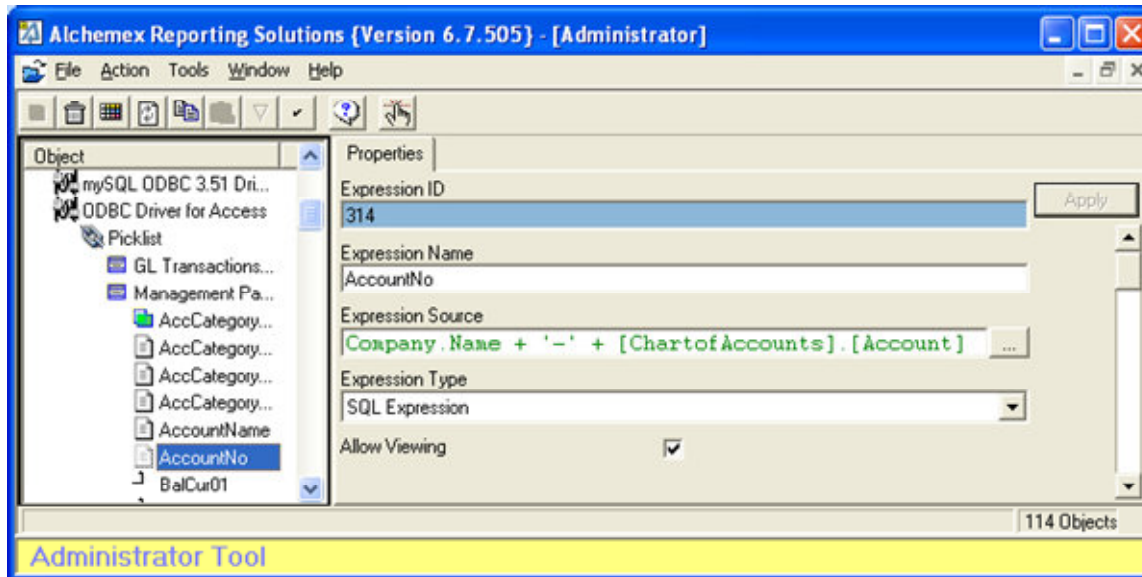 Alchemex Reporting Solutions {Version 6.7.505} - [Administrator]
File Action Tools Window Help
Object
mySQL ODBC 3.51 Dri...
ODBC Driver for Access
Picklist
GL Transactions...
Management Pa...
AccCategory...
AccCategory...
AccCategory...
AccCategory...
AccountName
AccountNo
BalCur01
Properties
Expression ID
314
Apply
Expression Name
AccountNo
Expression Source
Company.Name + '-' + [ChartofAccounts].[Account]
...
Expression Type
SQL Expression
Allow Viewing
114 Objects
Administrator Tool